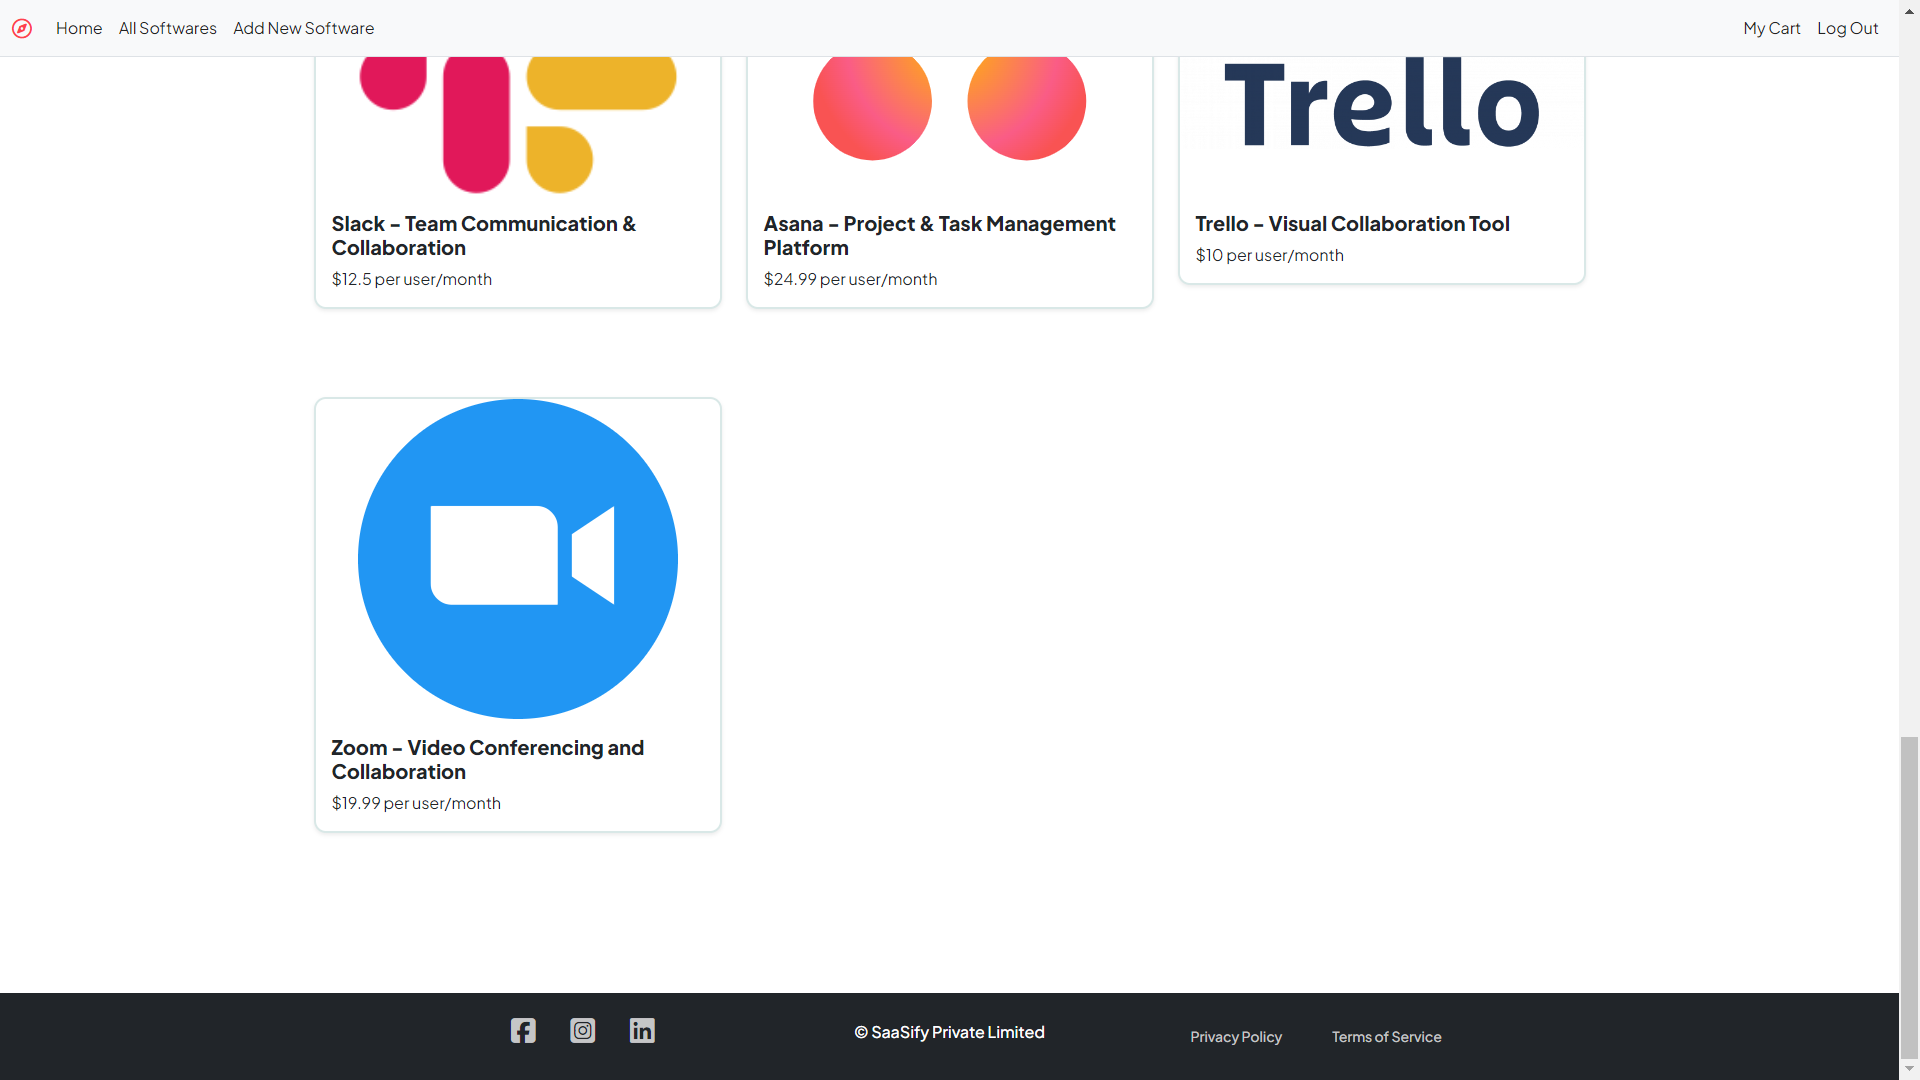 Home All Softwares Add New Software My Cart Log Out
Trello
Slack - Team Communication &
Collaboration
$12.5 per user/month
Asana - Project & Task Management
Platform
$24.99 per user/month
Trello - Visual Collaboration Tool
$10 per user/month
Zoom - Video Conferencing and
Collaboration
$19.99 per user/month
© SaaSify Private Limited
Privacy Policy Terms of Service